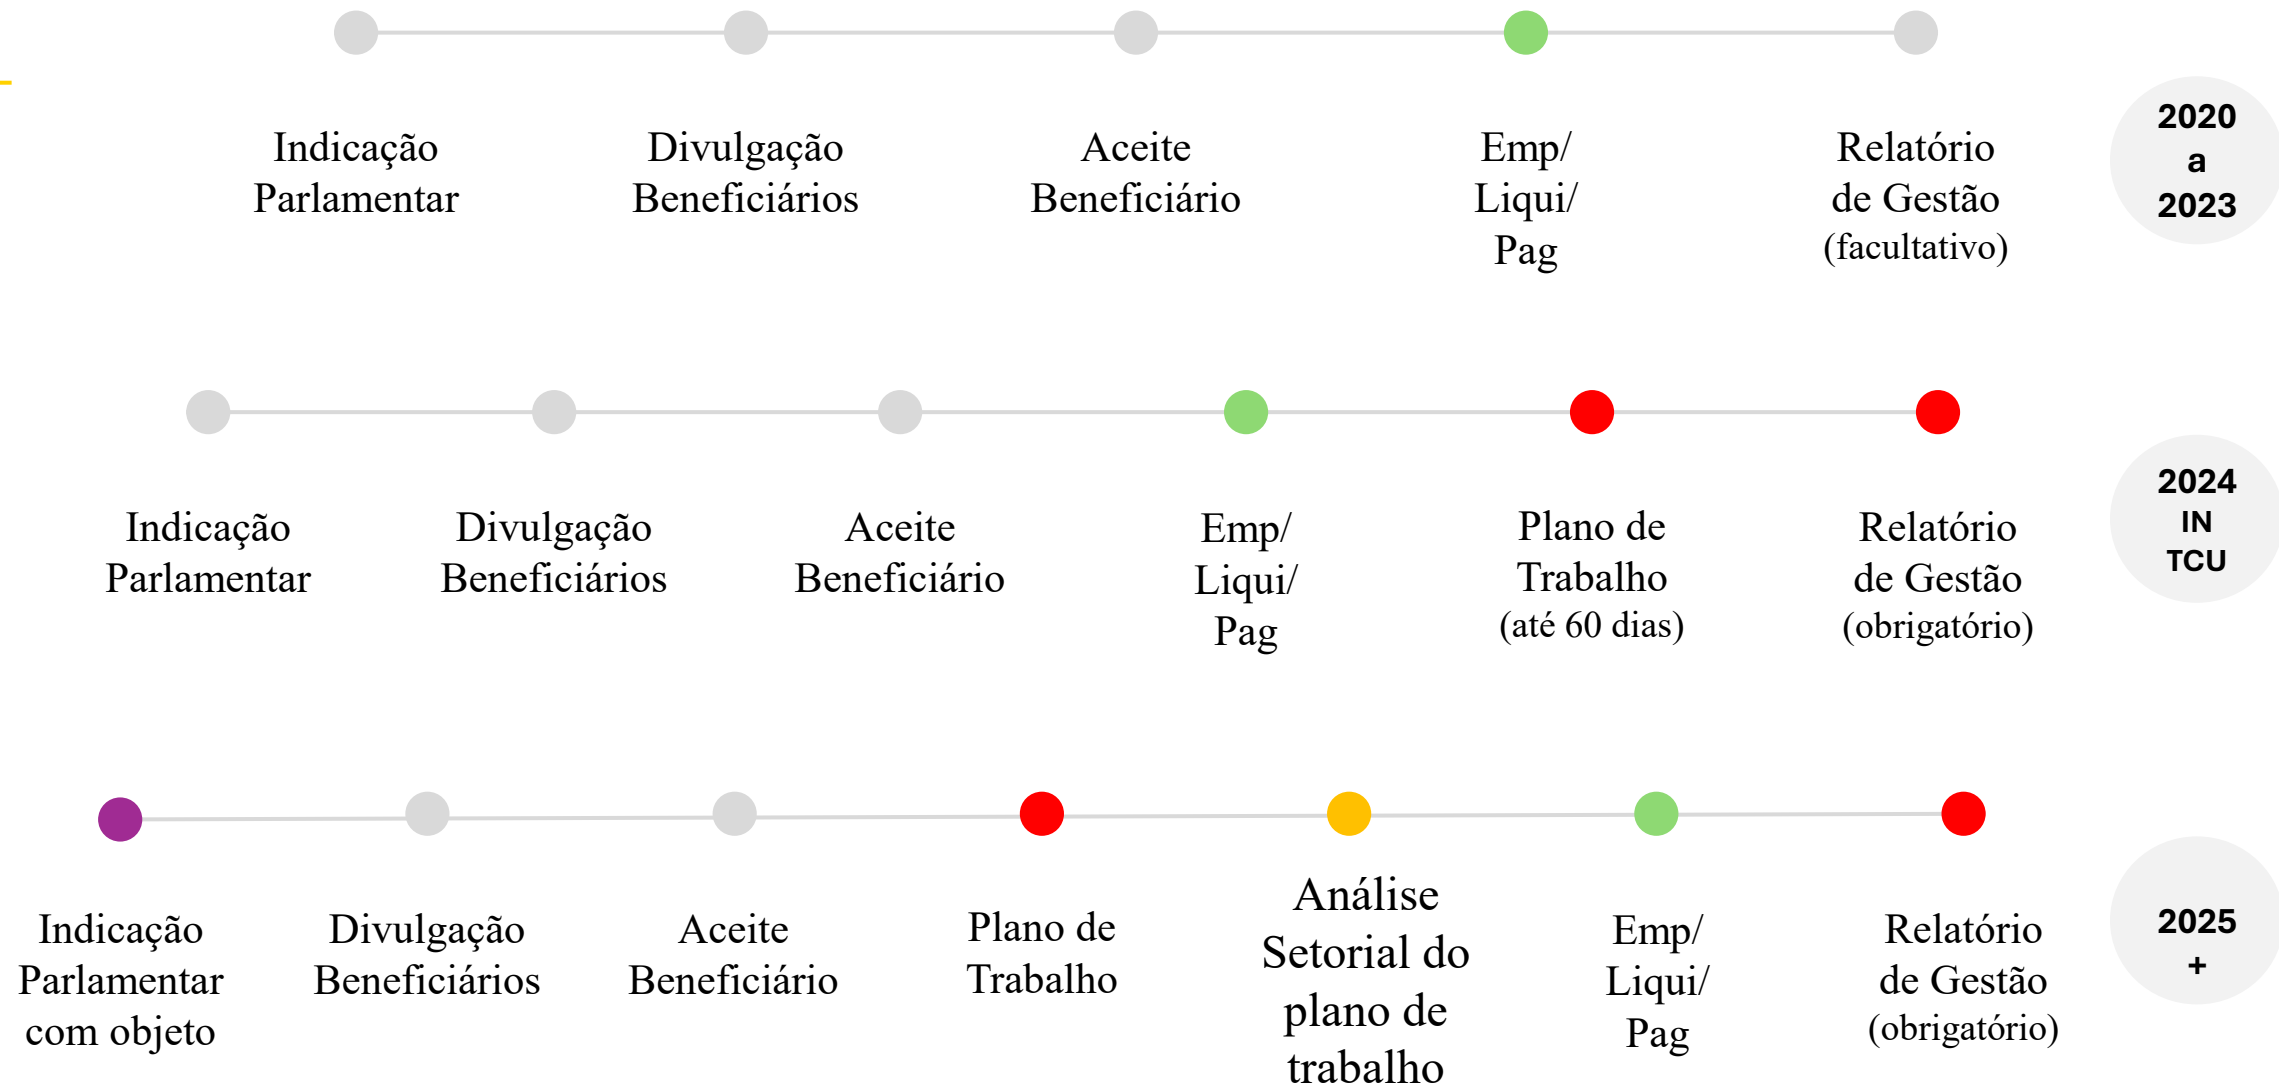 Indicação
Parlamentar
Divulgação
Beneficiários
Aceite
Beneficiário
Emp/
Liqui/
Pag
Relatório
de Gestão
(facultativo)
2020
a
2023
Indicação
Parlamentar
Divulgação
Beneficiários
Aceite
Beneficiário
Emp/
Liqui/
Pag
Plano de
Trabalho
(até 60 dias)
Relatório
de Gestão
(obrigatório)
2024
IN
TCU
Indicação
Parlamentar
com objeto
Divulgação
Beneficiários
Aceite
Beneficiário
Plano de
Trabalho
Análise
Setorial do
plano de
trabalho
Emp/
Liqui/
Pag
Relatório
de Gestão
(obrigatório)
2025
+